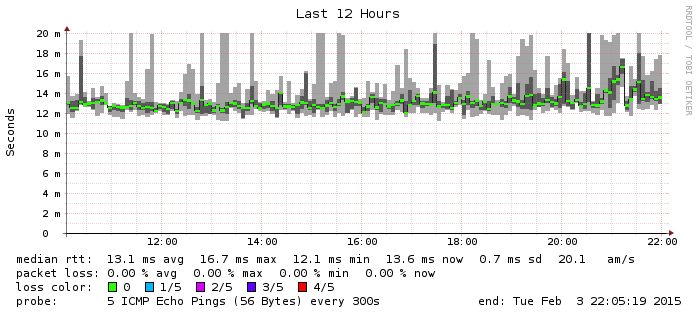 Last 12 Hours
RRDTOOL / TOBI OETIKER
Seconds
20 m
18 m
16 m
14 m
12 m
10 m
8 m
6 m
4 m
2 m
0
12:00 14:00 16:00 18:00 20:00 22:00
median rtt: 13.1 ms avg 16.7 ms max 12.1 ms min 13.6 ms now 0.7 ms sd 20.1 am/s
packet loss: 0.00 % avg 0.00 % max 0.00 % min 0.00 % now
loss color: 0 1/5 2/5 3/5 4/5
probe: 5 ICMP Echo Pings (56 Bytes) every 300s end: Tue Feb 3 22:05:19 2015